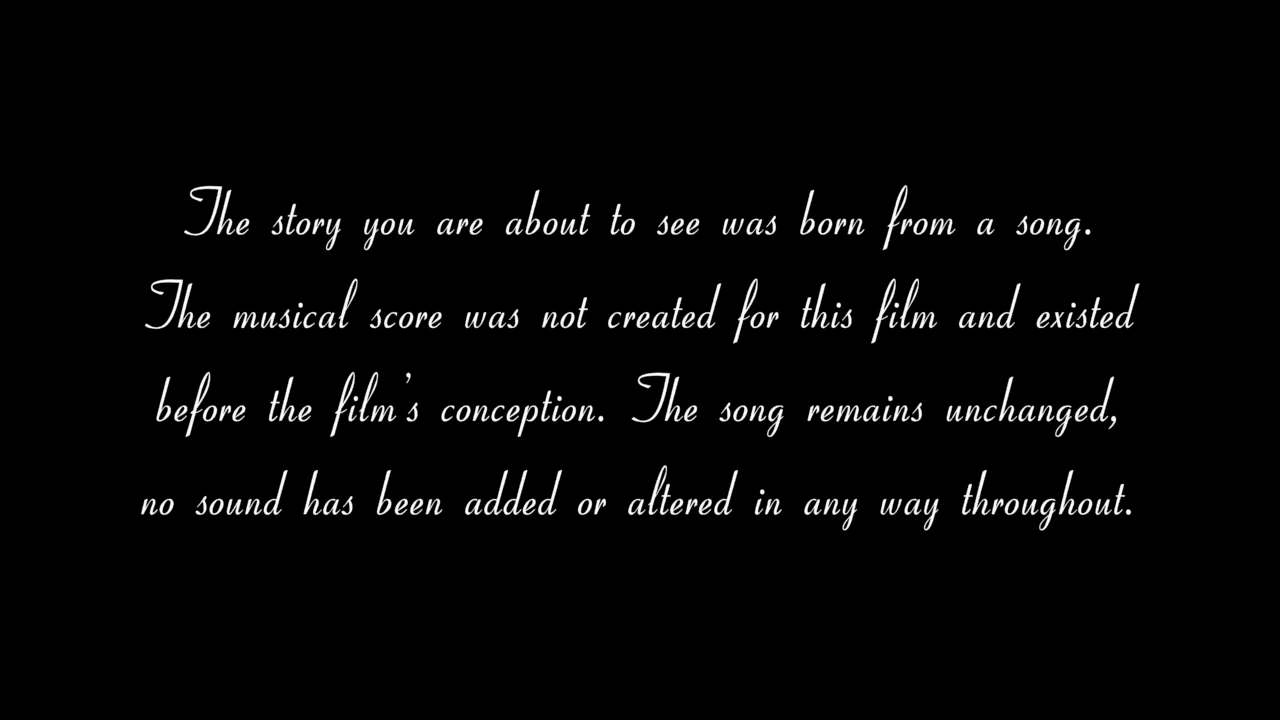 The story you are about to see was born from a song.
The musical score was not created for this film and existed
before the film's conception. The song remains unchanged,
no sound has been added or altered in any way throughout.